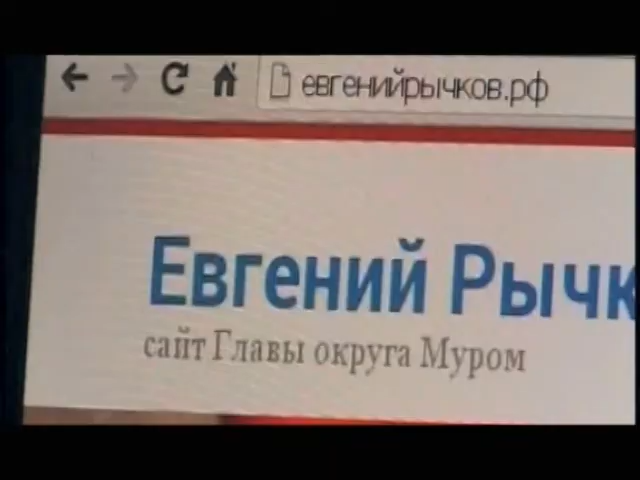 евгенийрычков.рф
Евгений Рычк
сайт Главы округа Муром